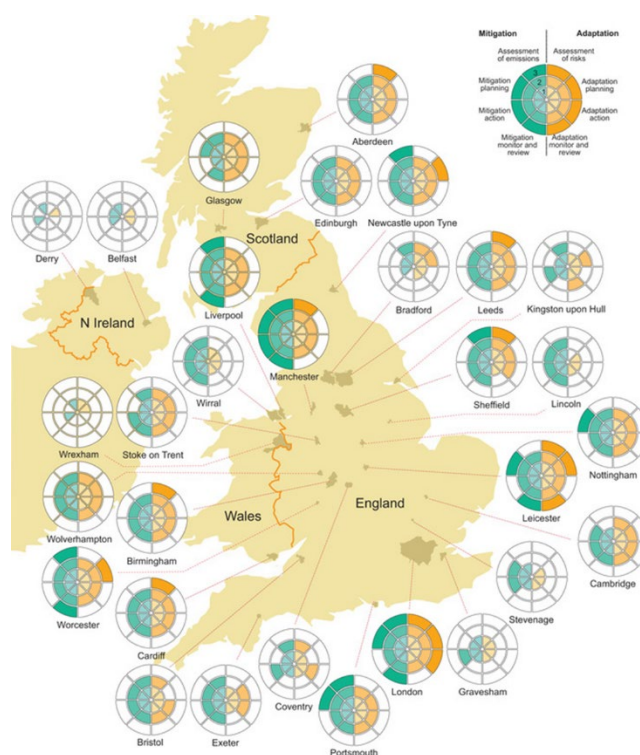 Mitigation
Adaptation
Assessment
of emissions
Assessment
of risks
Mitigation
planning
Adaptation
planning
Mitigation
action
Adaptation
action
Mitigation
monitor and
review
Adaptation
monitor
and review
3
2
1
Aberdeen
Glasgow
Edinburgh
Newcastle upon Tyne
Derry
Belfast
Scotland
N Ireland
Liverpool
Bradford
Leeds
Kingston upon Hull
Manchester
Wirral
Sheffield
Lincoln
Wrexham
Stoke on Trent
Nottingham
Wolverhampton
Birmingham
Wales
England
Leicester
Worcester
Cardiff
Stevenage
Cambridge
Bristol
Exeter
Coventry
Portsmouth
London
Gravesham